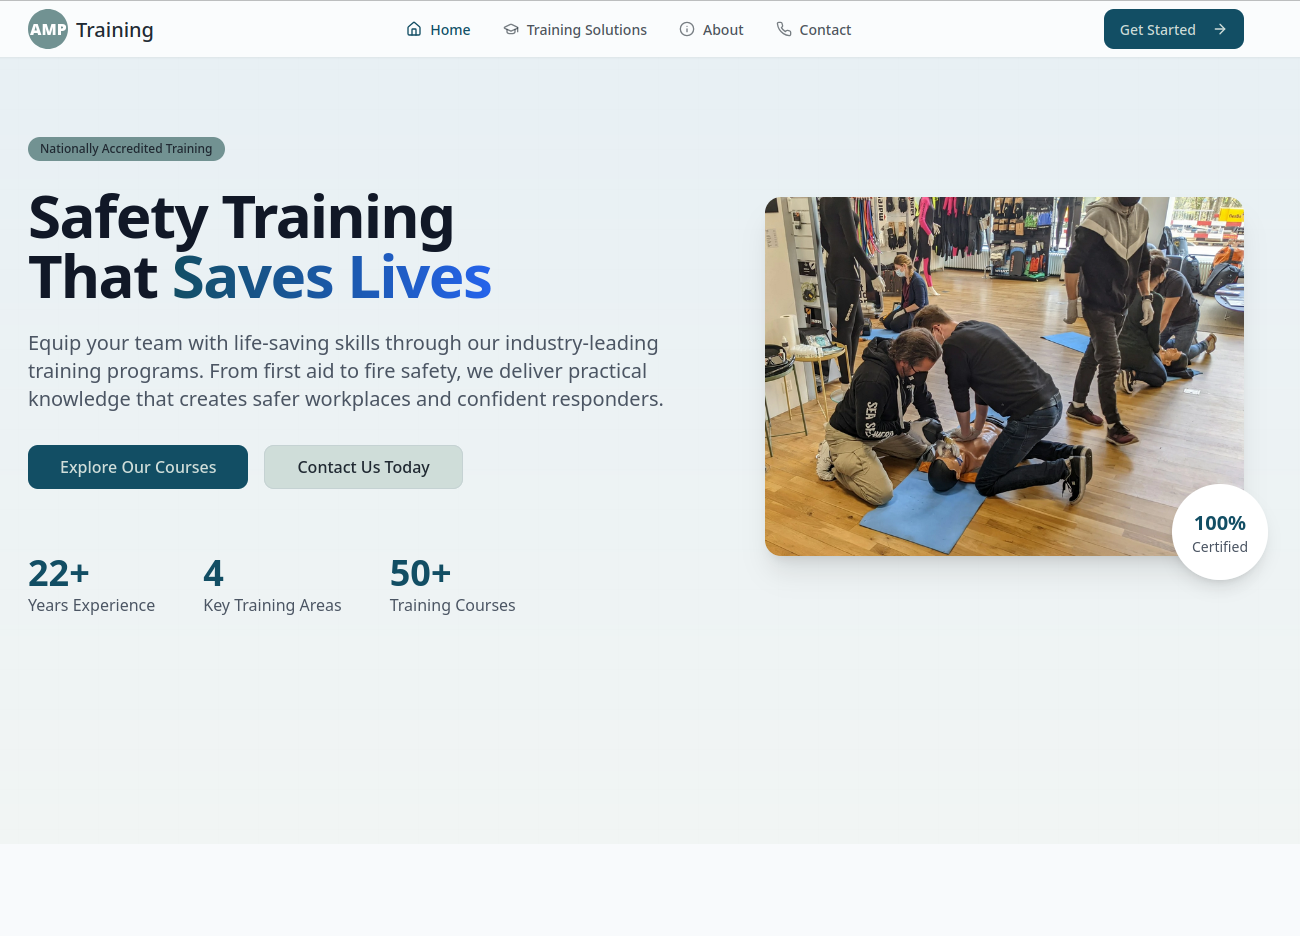 AMP Training
Home
Training Solutions
About
Contact
Get Started
Nationally Accredited Training
Safety Training
That Saves Lives
Equip your team with life-saving skills through our industry-leading
training programs. From first aid to fire safety, we deliver practical
knowledge that creates safer workplaces and confident responders.
Explore Our Courses
Contact Us Today
22+
Years Experience
4
Key Training Areas
50+
Training Courses
100%
Certified